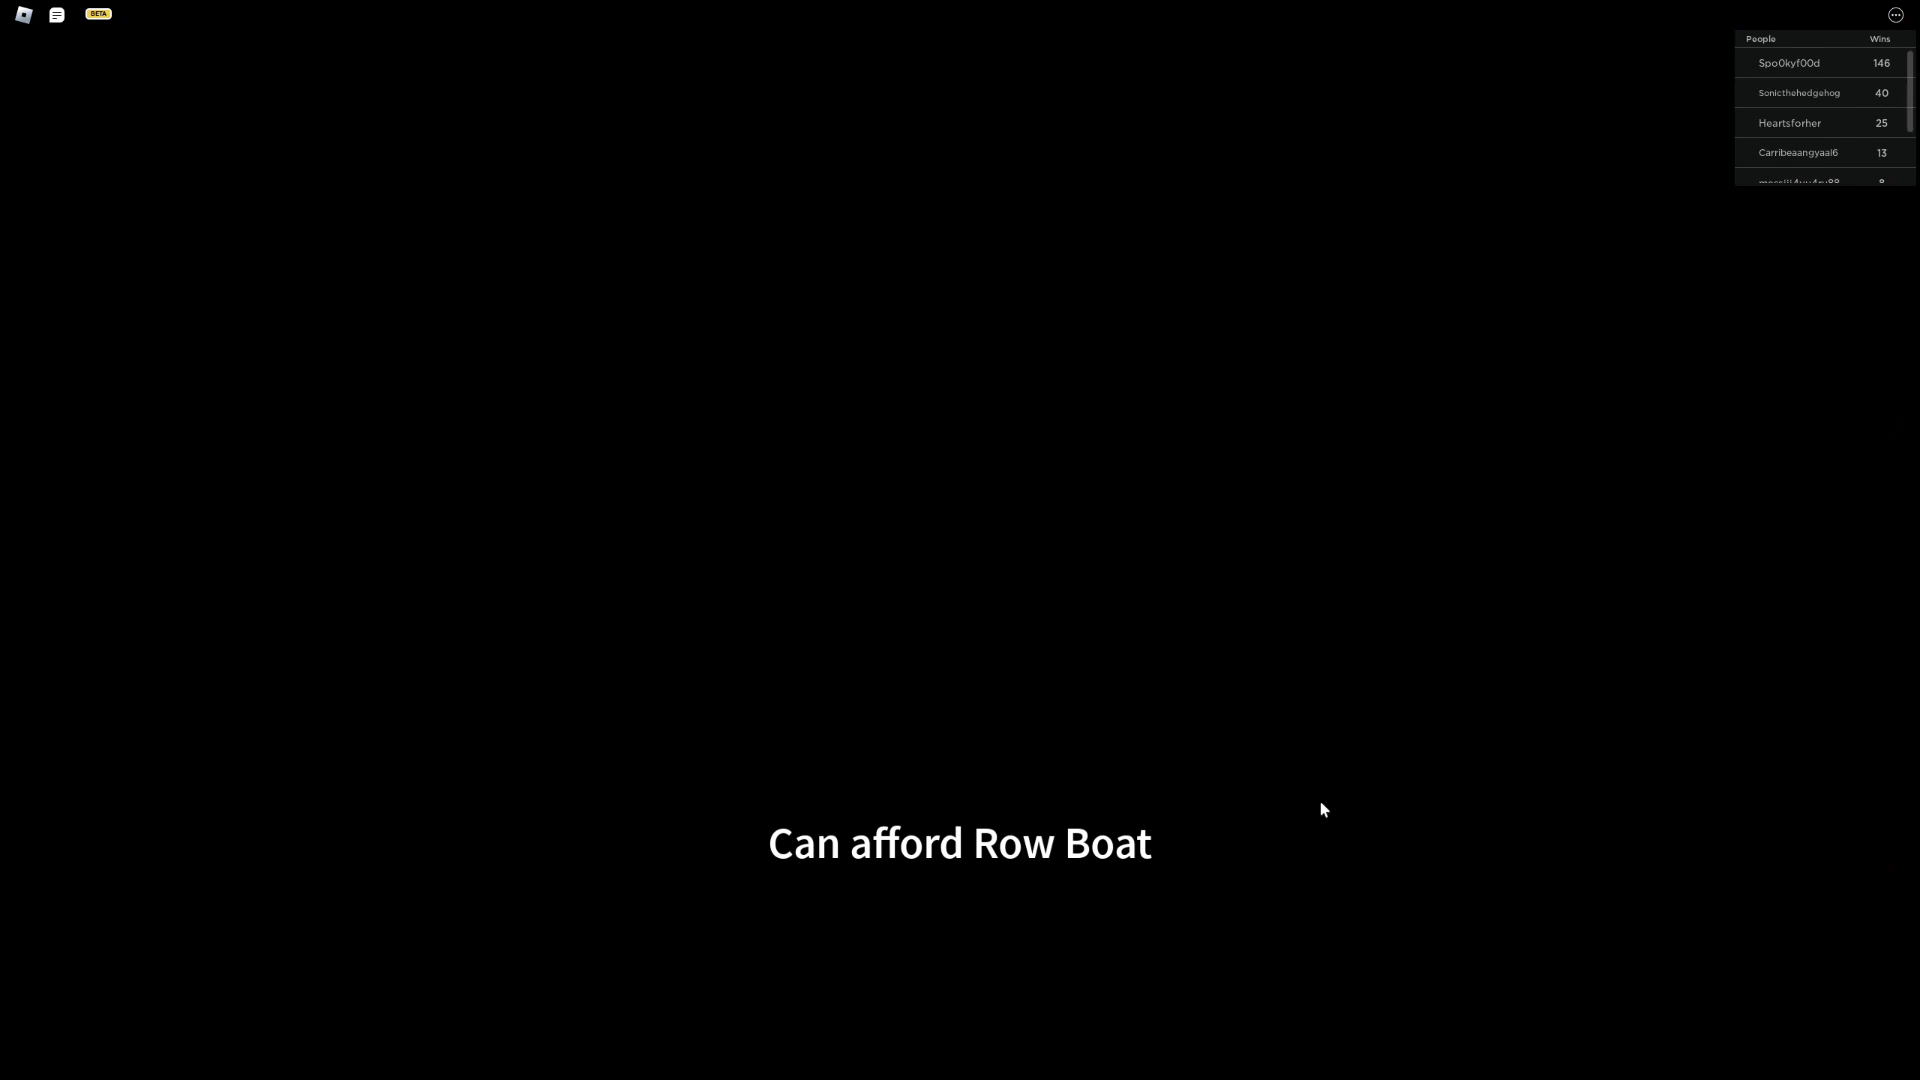 BETA
People Wins
Spo0kyf00d 146
Sonicthehedgehog 40
Heartsforher 25
Carribeaangyaal6 13
Can afford Row Boat